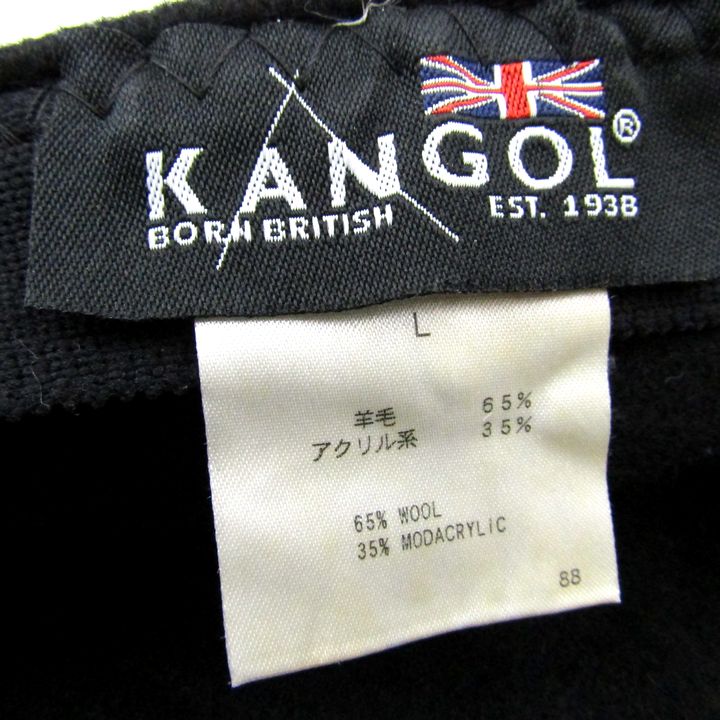 KANGOL®
BORN BRITISH
EST. 1938
L
羊毛 65%
アクリル系 35%
65% WOOL
35% MODACRYLIC
88